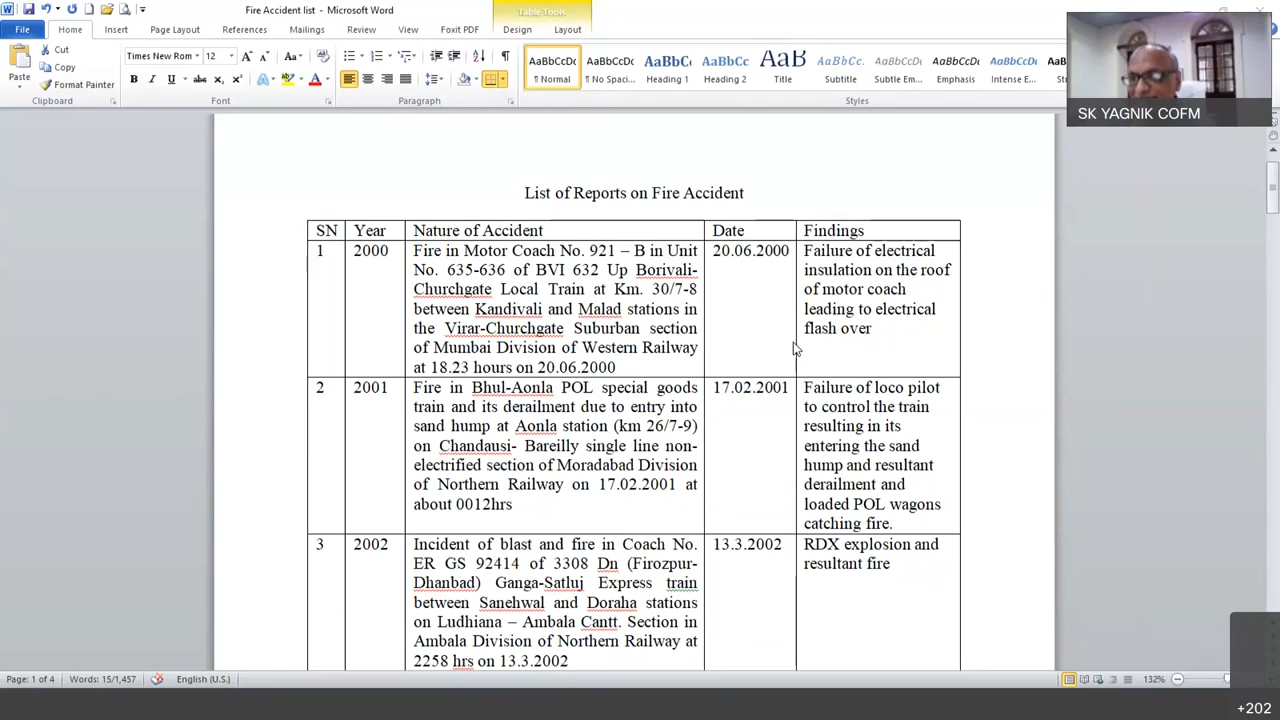 Fire Accident list - Microsoft Word
Table Tools
File Home Insert Page Layout References Mailings Review View Foxit PDF Design Layout
Paste
Cut
Copy
Format Painter
Clipboard
Times New Rom 12
Font
Paragraph
AaBbCcDc AaBbCcDc AaBbC AaBbCc AaB AaBbCc. AaBbCcDc AaBbCcDc AaBbCcDc
¶ Normal ¶ No Spaci... Heading 1 Heading 2 Title Subtitle Subtle Em... Emphasis Intense E...
Styles
SK YAGNIK COFM
List of Reports on Fire Accident
SN Year Nature of Accident Date Findings
1 2000 Fire in Motor Coach No. 921 – B in Unit 20.06.2000 Failure of electrical
No. 635-636 of BVI 632 Up Borivali- insulation on the roof
Churchgate Local Train at Km. 30/7-8 of motor coach
between Kandivali and Malad stations in leading to electrical
the Virar-Churchgate Suburban section flash over
of Mumbai Division of Western Railway
at 18.23 hours on 20.06.2000
2 2001 Fire in Bhul-Aonla POL special goods 17.02.2001 Failure of loco pilot
train and its derailment due to entry into to control the train
sand hump at Aonla station (km 26/7-9) resulting in its
on Chandausi- Bareilly single line non- entering the sand
electrified section of Moradabad Division hump and resultant
of Northern Railway on 17.02.2001 at derailment and
about 0012hrs loaded POL wagons
catching fire.
3 2002 Incident of blast and fire in Coach No. 13.3.2002 RDX explosion and
ER GS 92414 of 3308 Dn (Firozpur- resultant fire
Dhanbad) Ganga-Satluj Express train
between Sanehwal and Doraha stations
on Ludhiana – Ambala Cantt. Section in
Ambala Division of Northern Railway at
2258 hrs on 13.3.2002
Page: 1 of 4 Words: 15/1,457 English (U.S.) 132%
+202